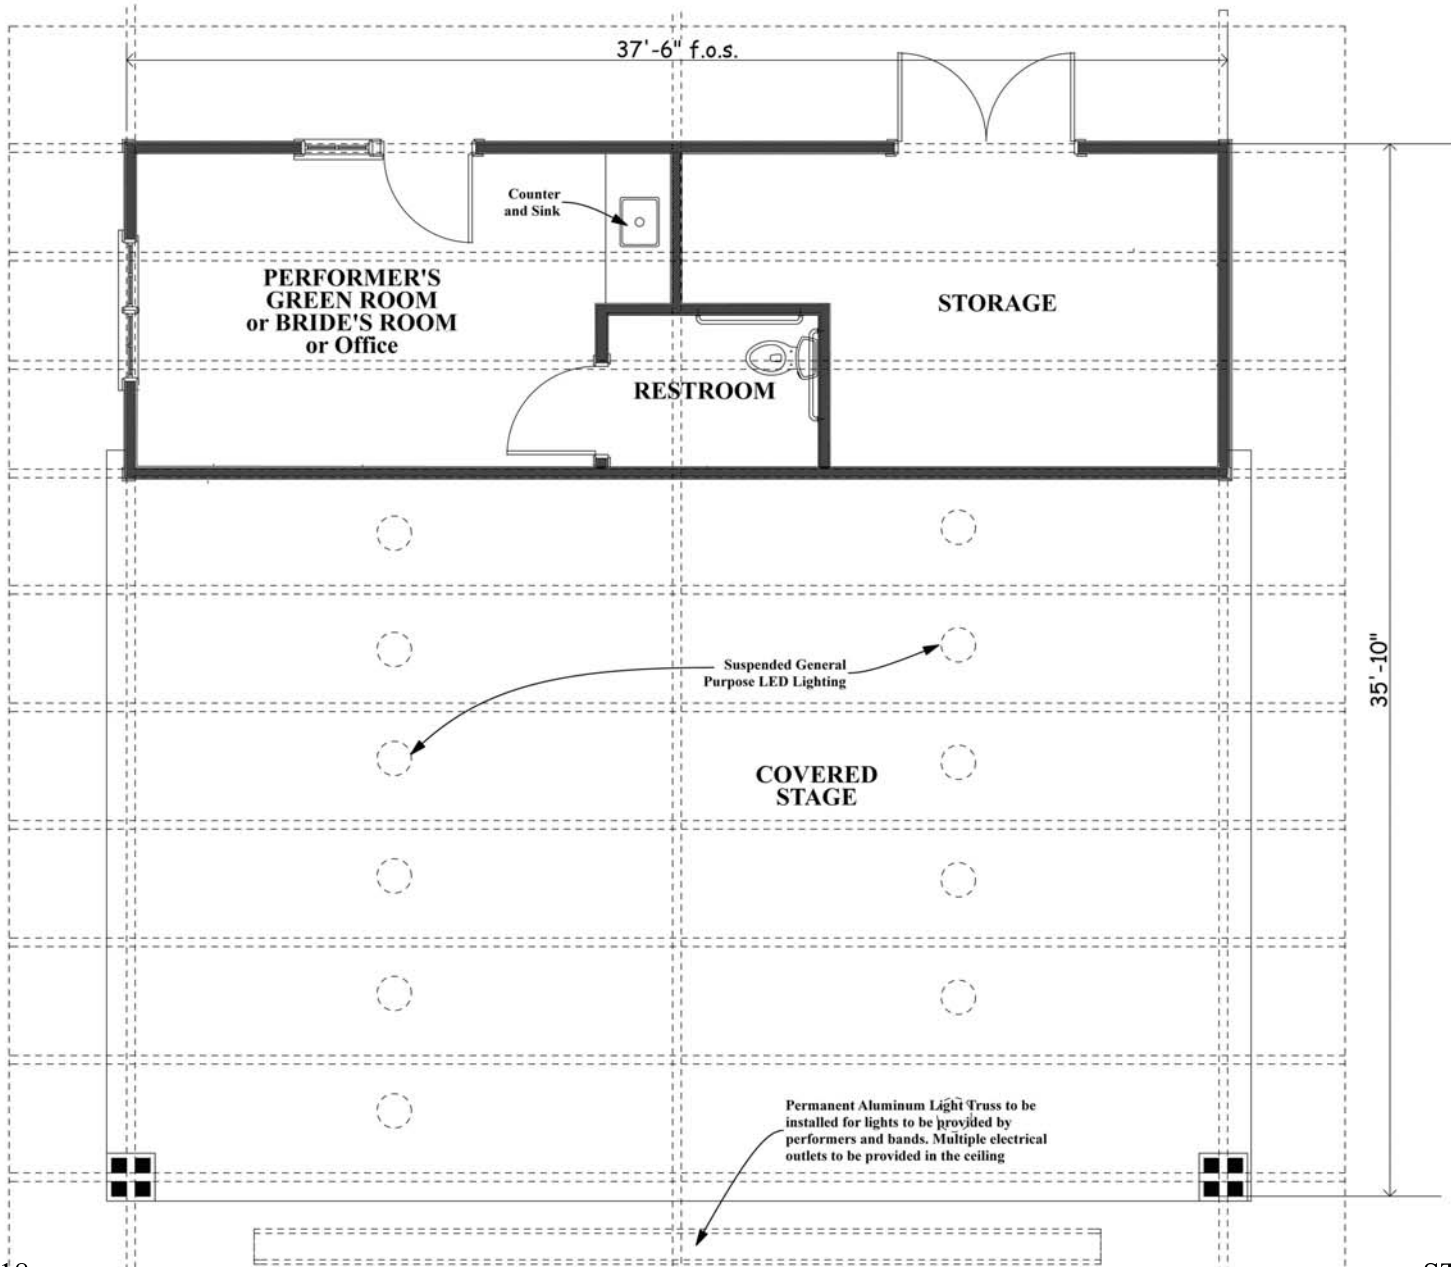 37'-6" f.o.s.
Counter
and Sink
PERFORMER'S
GREEN ROOM
or BRIDE'S ROOM
or Office
STORAGE
RESTROOM
Suspended General
Purpose LED Lighting
35'-10"
COVERED
STAGE
Permanent Aluminum Light Truss to be
installed for lights to be provided by
performers and bands. Multiple electrical
outlets to be provided in the ceiling